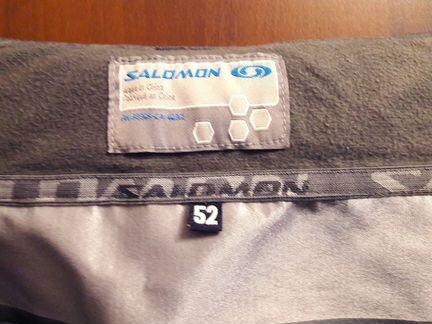 SALOMON
Made in China
Fabriqué en Chine
SALOMON
52